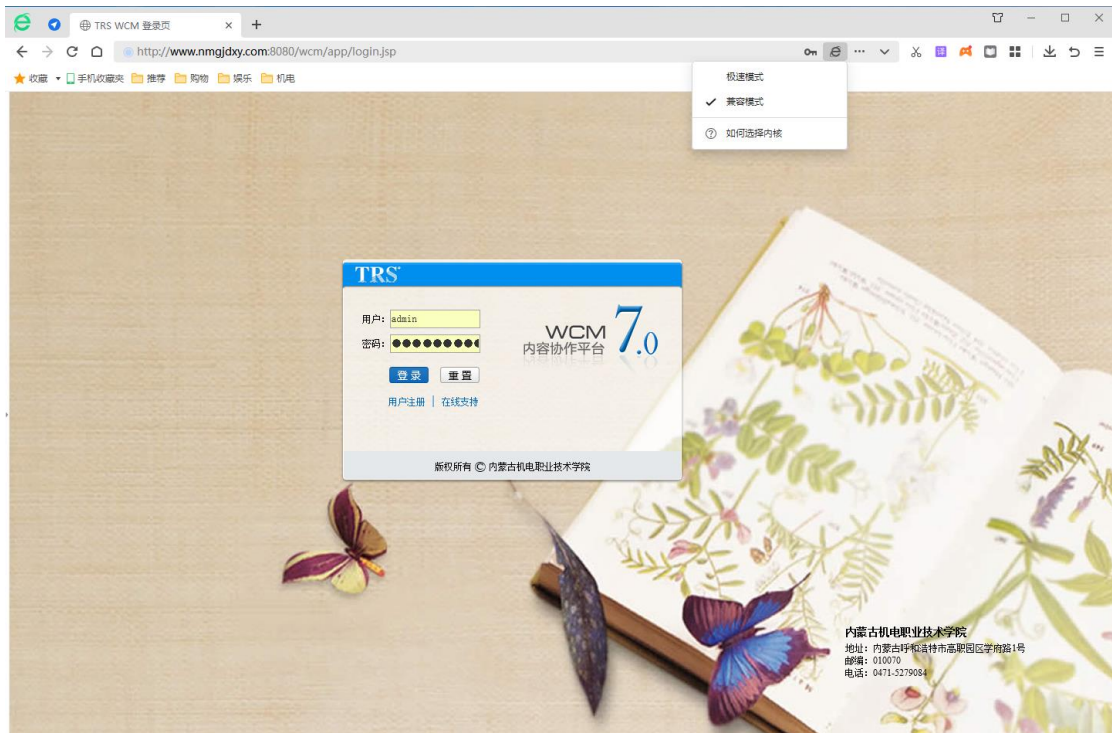 TRS WCM 登录页
http://www.nmgjdxy.com:8080/wcm/app/login.jsp
收藏 手机收藏夹 推荐 购物 娱乐 机电
极速模式
兼容模式
如何选择内核
TRS
用户: admin
密码:
WCM 7.0
内容协作平台
登录 重置
用户注册 | 在线支持
版权所有 © 内蒙古机电职业技术学院
内蒙古机电职业技术学院
地址: 内蒙古呼和浩特市高职园区学府路1号
邮编: 010070
电话: 0471-5279084